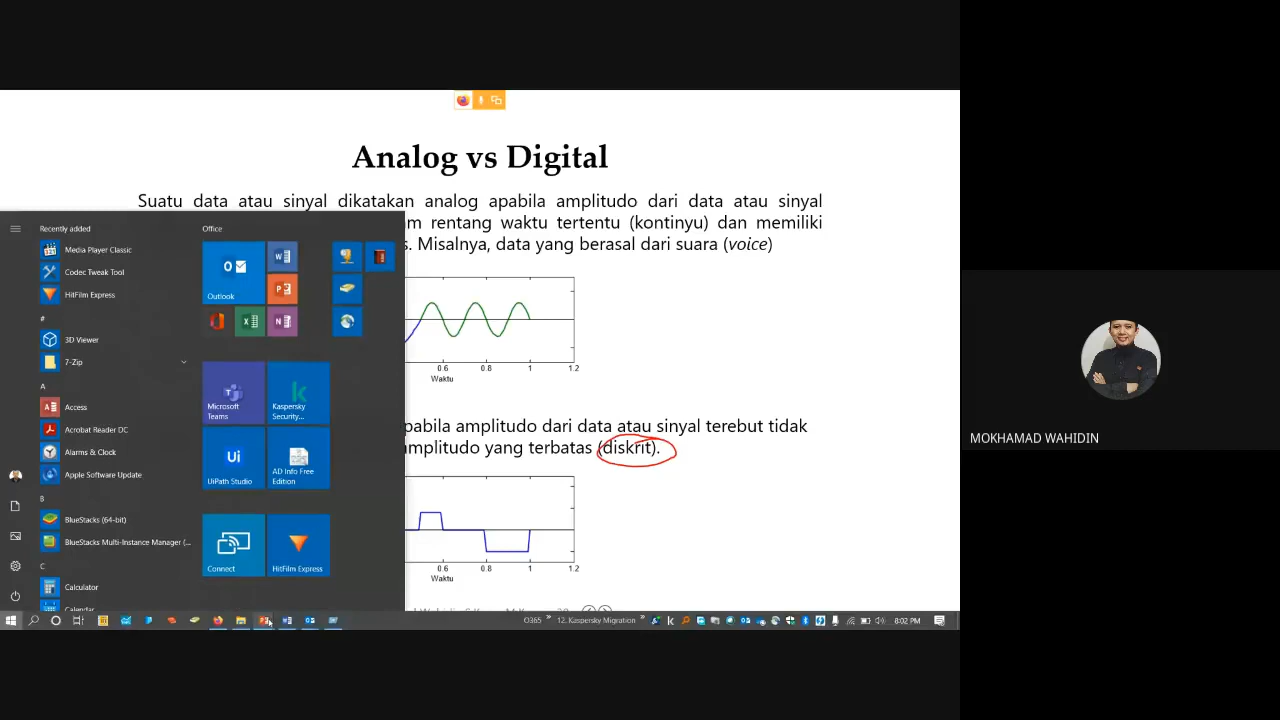 Analog vs Digital
Suatu data atau sinyal dikatakan analog apabila amplitudo dari data atau sinyal
rentang waktu tertentu (kontinyu) dan memiliki
Misalnya, data yang berasal dari suara (voice)
0.6 0.8 1 1.2
Waktu
amplitudo dari data atau sinyal terebut tidak
amplitudo yang terbatas (diskrit).
0.6 0.8 1 1.2
Waktu
Recently added
Media Player Classic
Codec Tweak Tool
HitFilm Express
#
3D Viewer
7-Zip
A
Access
Acrobat Reader DC
Alarms & Clock
Apple Software Update
B
BlueStacks (64-bit)
BlueStacks Multi-Instance Manager (...
C
Calculator
Calendar
Office
Outlook
Microsoft Teams
Kaspersky Security...
Ui
UiPath Studio
AD Info Free Edition
Connect
HitFilm Express
O365 » 12. Kaspersky Migration »
8:02 PM
MOKHAMAD WAHIDIN